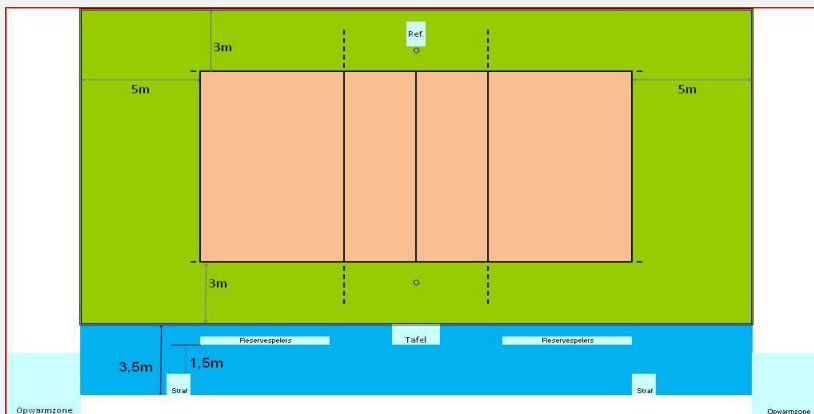 Ref.
3m
5m
5m
3m
Reservespelers
Tafel
Reservespelers
3,5m
1,5m
Straf
Straf
Opwarmzone
Opwarmzone